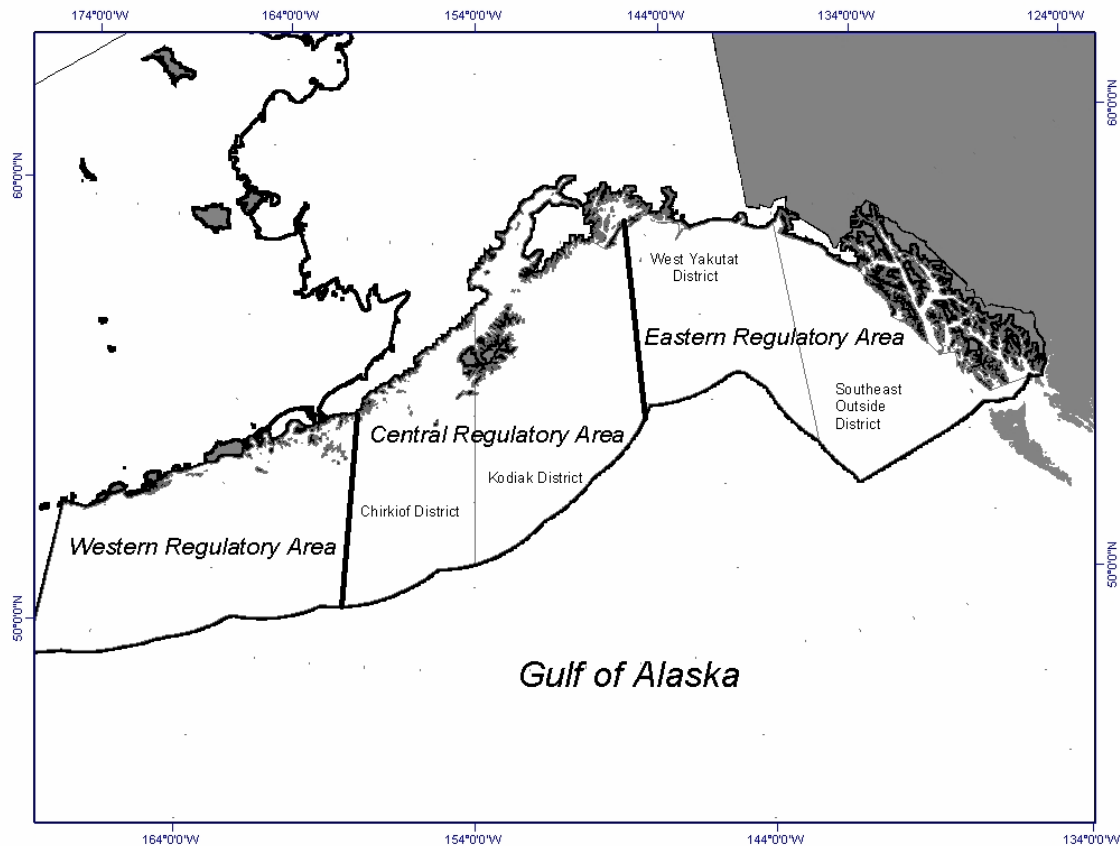 174°0'0"W 164°0'0"W 154°0'0"W 144°0'0"W 134°0'0"W 124°0'0"W
60°0'0"N
60°0'0"N
West Yakutat
District
Eastern Regulatory Area
Southeast
Outside
District
Central Regulatory Area
Kodiak District
Chirkiof District
Western Regulatory Area
50°0'0"N
50°0'0"N
Gulf of Alaska
164°0'0"W 154°0'0"W 144°0'0"W 134°0'0"W